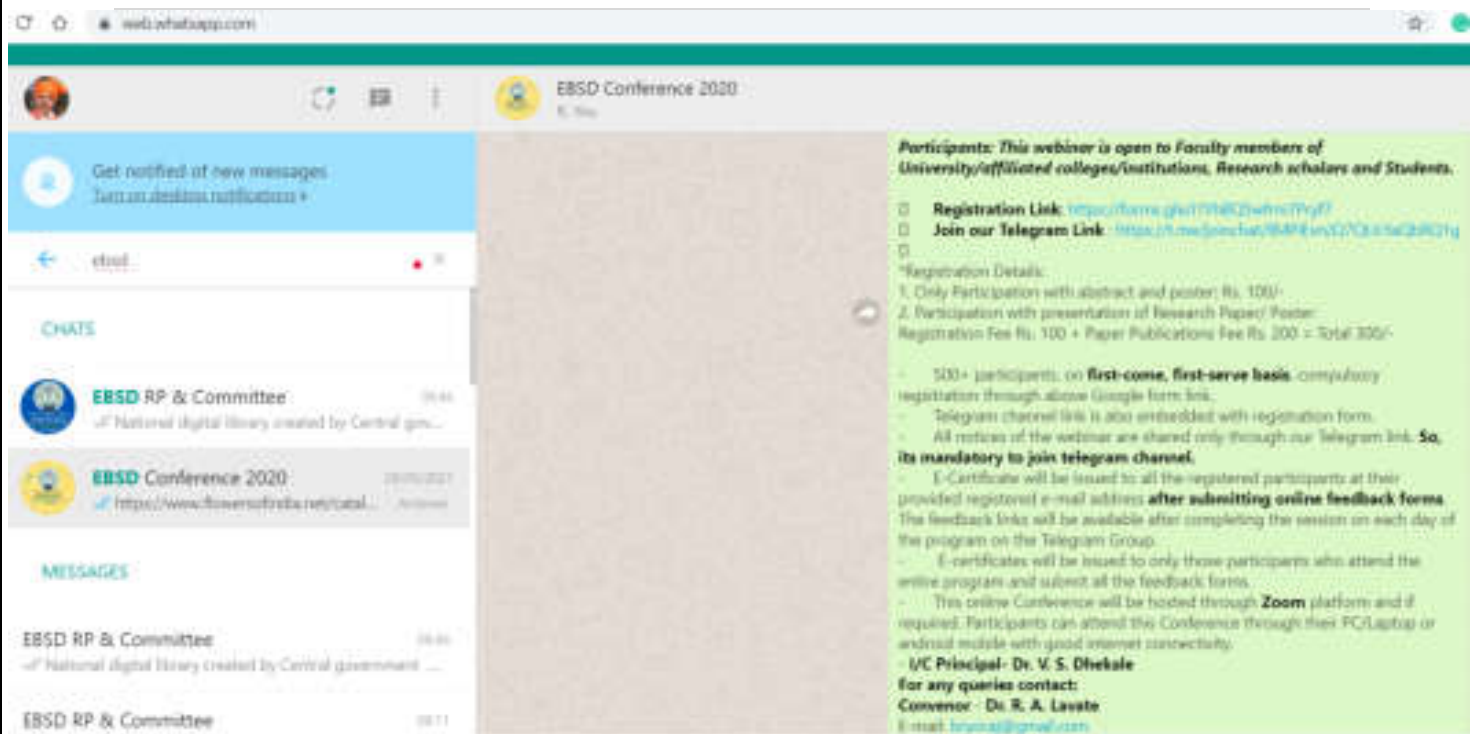 web.whatsapp.com
EBSD Conference 2020
You
Get notified of new messages
Turn on desktop notifications
ebsd
CHATS
EBSD RP & Committee
National digital library created by Central gov...
EBSD Conference 2020
MESSAGES
EBSD RP & Committee
National digital library created by Central government ...
EBSD RP & Committee
Participants: This webinar is open to Faculty members of
University/affiliated colleges/institutions, Research scholars and Students.
Registration Link
Join our Telegram Link :
*Registration Details:
1. Only Participation with abstract and poster: Rs. 100/-
2. Participation with presentation of Research Paper/ Poster:
Registration Fee Rs. 100 + Paper Publications Fee Rs. 200 = Total 300/-
- 500+ participants, on first-come, first-serve basis, compulsory
registration through above Google form link.
- Telegram channel link is also embedded with registration form.
- All notices of the webinar are shared only through our Telegram link. So,
its mandatory to join telegram channel.
- E-Certificate will be issued to all the registered participants at their
provided registered e-mail address after submitting online feedback forms.
The feedback links will be available after completing the session on each day of
the program on the Telegram Group.
- E-certificates will be issued to only those participants who attend the
entire program and submit all the feedback forms.
- This online Conference will be hosted through Zoom platform and if
required. Participants can attend this Conference through their PC/Laptop or
android mobile with good internet connectivity.
I/C Principal- Dr. V. S. Dhekale
For any queries contact:
Convenor - Dr. R. A. Lavate
E-mail: